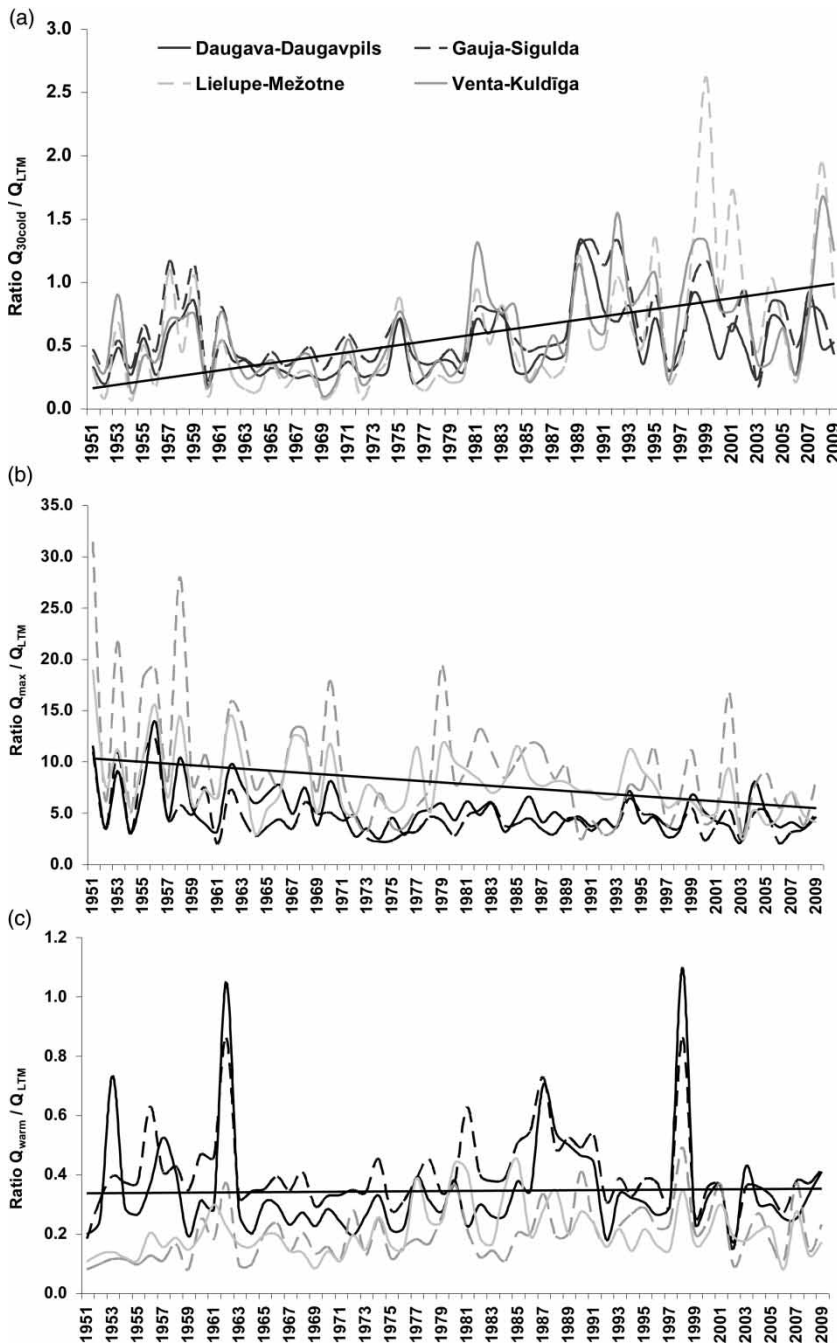 (a)
Daugava-Daugavpils
Gauja-Sigulda
Lielupe-Mežotne
Venta-Kuldīga
Ratio Q30cold / QLTM
3.0
2.5
2.0
1.5
1.0
0.5
0.0
1951 1953 1955 1957 1959 1961 1963 1965 1967 1969 1971 1973 1975 1977 1979 1981 1983 1985 1987 1989 1991 1993 1995 1997 1999 2001 2003 2005 2007 2009
(b)
Ratio Qmax / QLTM
35.0
30.0
25.0
20.0
15.0
10.0
5.0
0.0
1951 1953 1955 1957 1959 1961 1963 1965 1967 1969 1971 1973 1975 1977 1979 1981 1983 1985 1987 1989 1991 1993 1995 1997 1999 2001 2003 2005 2007 2009
(c)
Ratio Qwarm / QLTM
1.2
1.0
0.8
0.6
0.4
0.2
0.0
1951 1953 1955 1957 1959 1961 1963 1965 1967 1969 1971 1973 1975 1977 1979 1981 1983 1985 1987 1989 1991 1993 1995 1997 1999 2001 2003 2005 2007 2009